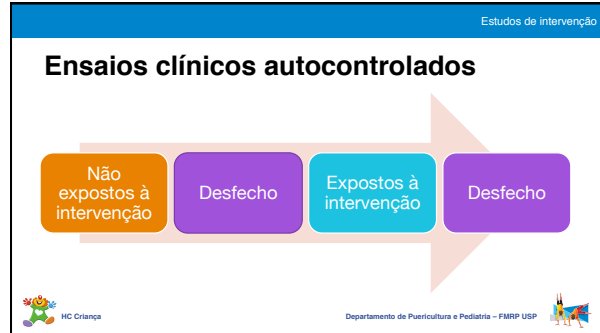 Estudos de intervenção
Ensaios clínicos autocontrolados
Não
expostos à
intervenção
Desfecho
Expostos à
intervenção
Desfecho
HC Criança
Departamento de Puericultura e Pediatria – FMRP USP